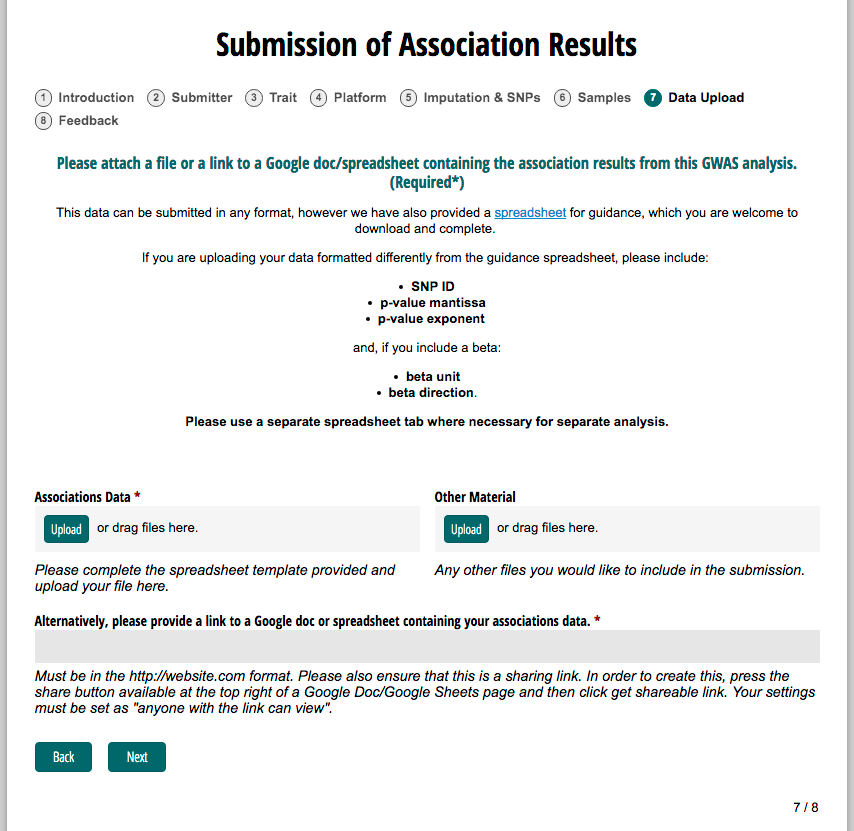 Submission of Association Results
1 Introduction 2 Submitter 3 Trait 4 Platform 5 Imputation & SNPs 6 Samples 7 Data Upload
8 Feedback
Please attach a file or a link to a Google doc/spreadsheet containing the association results from this GWAS analysis.
(Required*)
This data can be submitted in any format, however we have also provided a spreadsheet for guidance, which you are welcome to
download and complete.
If you are uploading your data formatted differently from the guidance spreadsheet, please include:
• SNP ID
• p-value mantissa
• p-value exponent
and, if you include a beta:
• beta unit
• beta direction.
Please use a separate spreadsheet tab where necessary for separate analysis.
Associations Data *
Upload or drag files here.
Please complete the spreadsheet template provided and
upload your file here.
Other Material
Upload or drag files here.
Any other files you would like to include in the submission.
Alternatively, please provide a link to a Google doc or spreadsheet containing your associations data. *
Must be in the http://website.com format. Please also ensure that this is a sharing link. In order to create this, press the
share button available at the top right of a Google Doc/Google Sheets page and then click get shareable link. Your settings
must be set as "anyone with the link can view".
Back Next
7 / 8